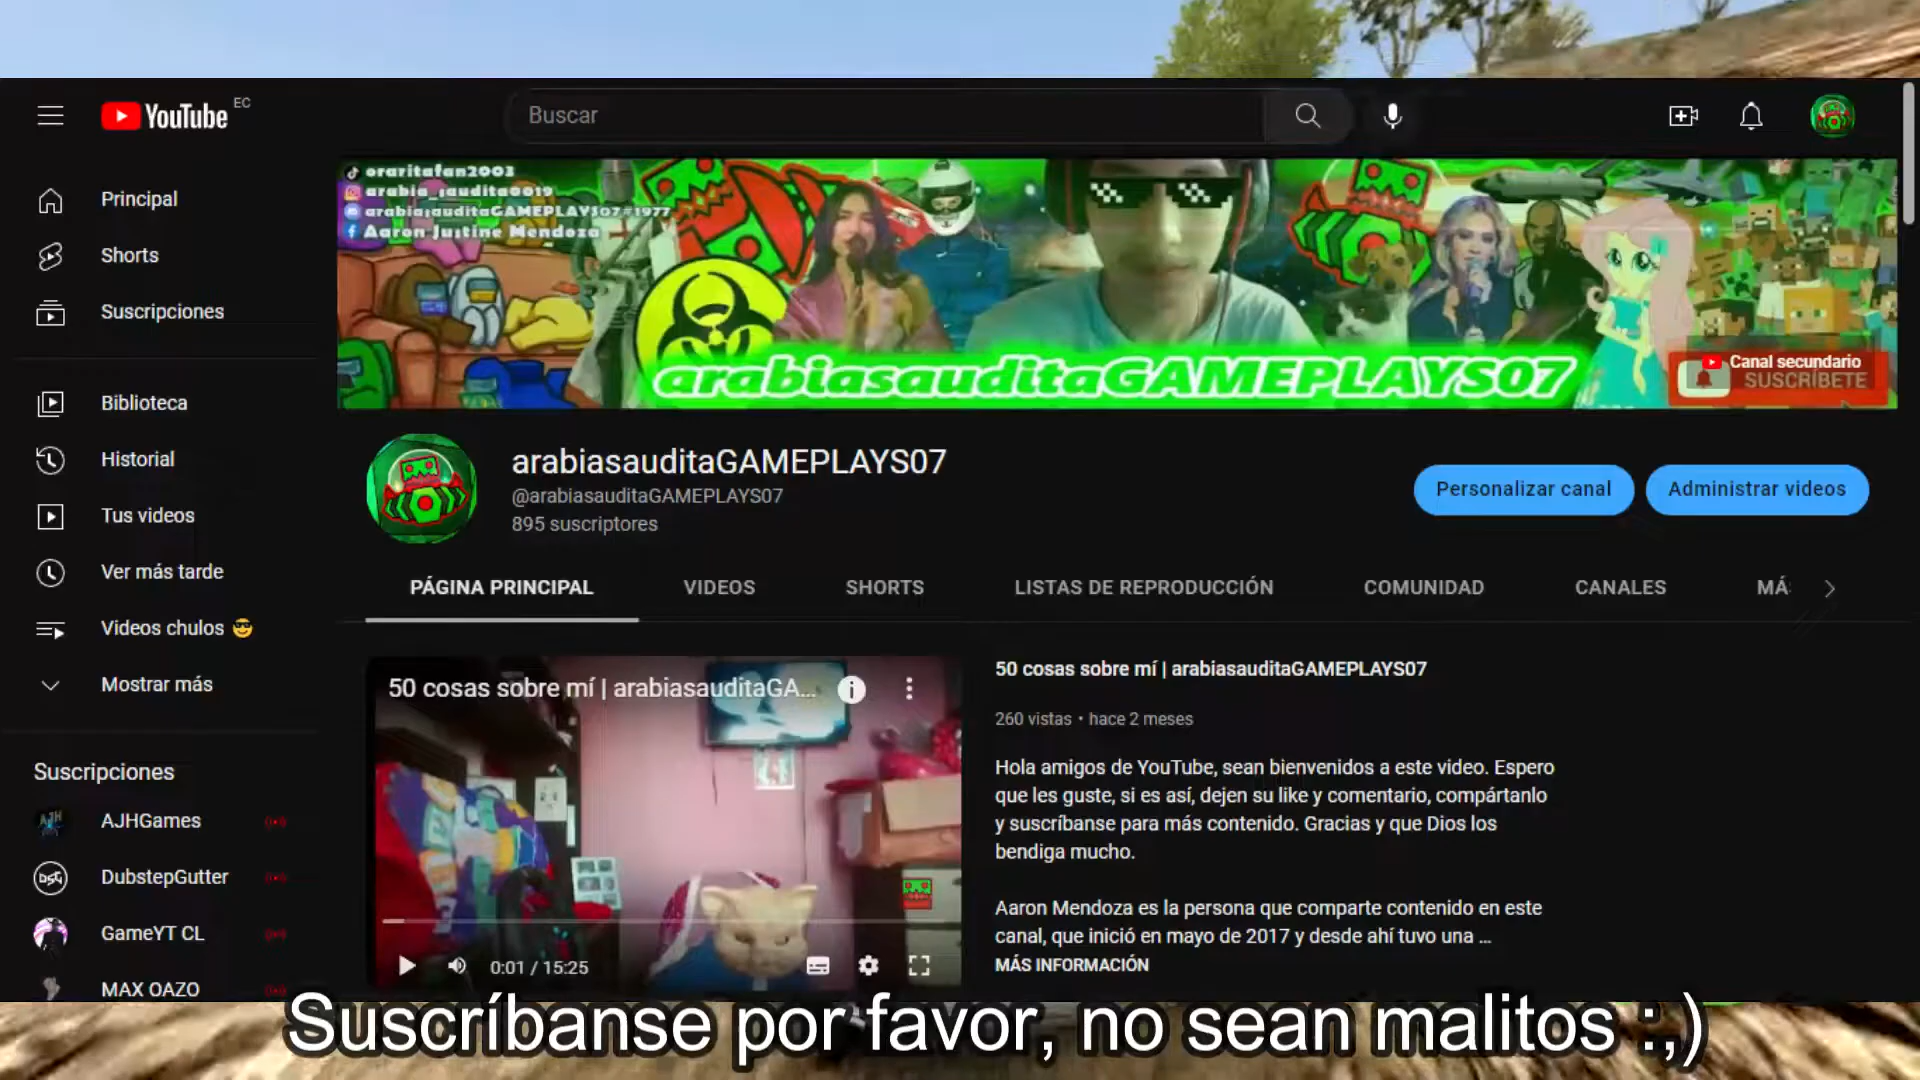 YouTube EC
Buscar
Principal
Shorts
Suscripciones
Biblioteca
Historial
Tus videos
Ver más tarde
Videos chulos 😎
Mostrar más
Suscripciones
AJHGames
DubstepGutter
GameYT CL
MAX OAZO
oraritafan2003
arabia_saudita0019
arabiasauditaGAMEPLAYS07#1977
Aaron Justine Mendoza
arabiasauditaGAMEPLAYS07
Canal secundario
SUSCRÍBETE
arabiasauditaGAMEPLAYS07
@arabiasauditaGAMEPLAYS07
895 suscriptores
Personalizar canal
Administrar videos
PÁGINA PRINCIPAL
VIDEOS
SHORTS
LISTAS DE REPRODUCCIÓN
COMUNIDAD
CANALES
MÁ
50 cosas sobre mí | arabiasauditaGA...
0:01 / 15:25
50 cosas sobre mí | arabiasauditaGAMEPLAYS07
260 vistas • hace 2 meses
Hola amigos de YouTube, sean bienvenidos a este video. Espero
que les guste, si es así, dejen su like y comentario, compártanlo
y suscríbanse para más contenido. Gracias y que Dios los
bendiga mucho.
Aaron Mendoza es la persona que comparte contenido en este
canal, que inició en mayo de 2017 y desde ahí tuvo una ...
MÁS INFORMACIÓN
Suscríbanse por favor, no sean malitos :,)